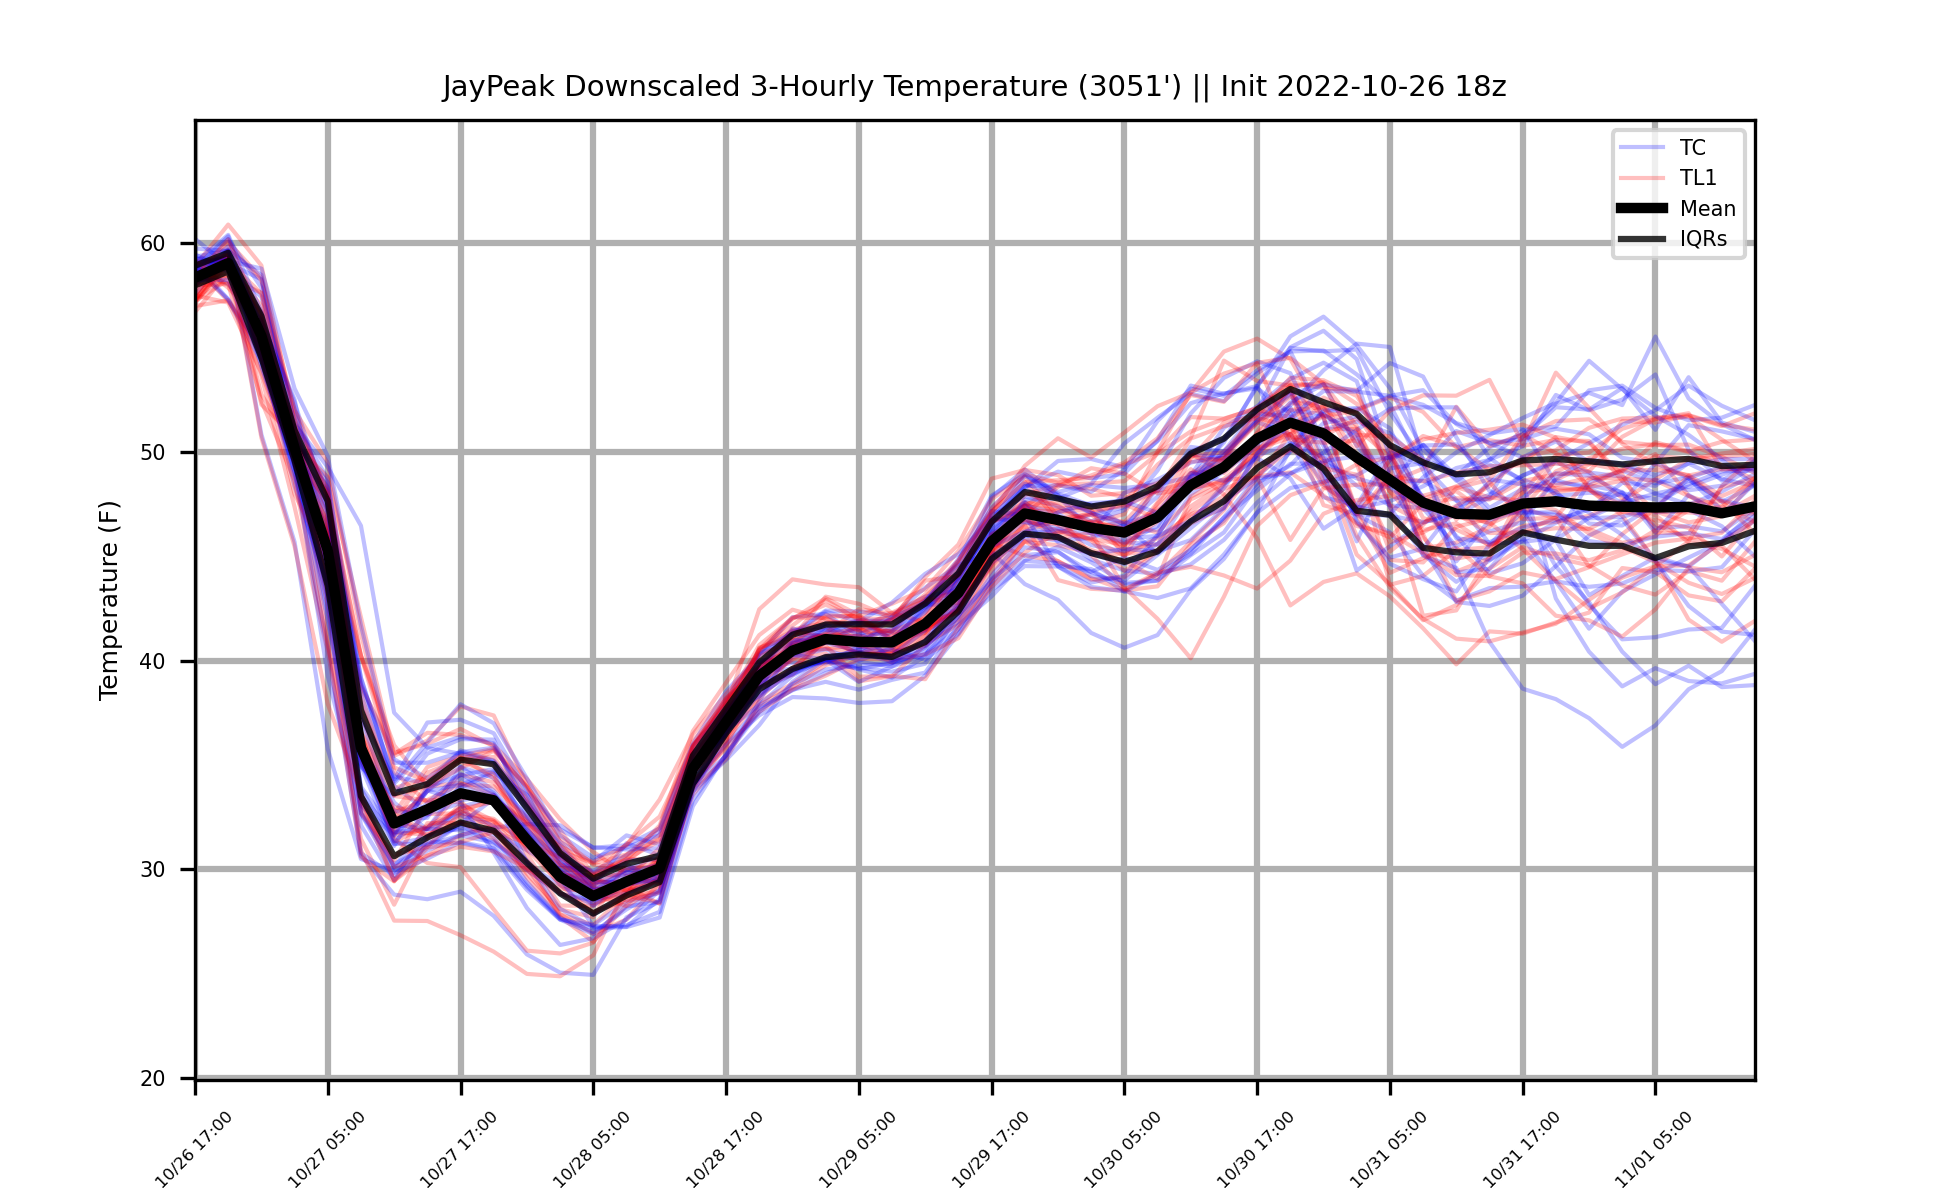 JayPeak Downscaled 3-Hourly Temperature (3051') || Init 2022-10-26 18z
TC
TL1
Mean
IQRs
Temperature (F)
60
50
40
30
20
10/26 17:00
10/27 05:00
10/27 17:00
10/28 05:00
10/28 17:00
10/29 05:00
10/29 17:00
10/30 05:00
10/30 17:00
10/31 05:00
10/31 17:00
11/01 05:00